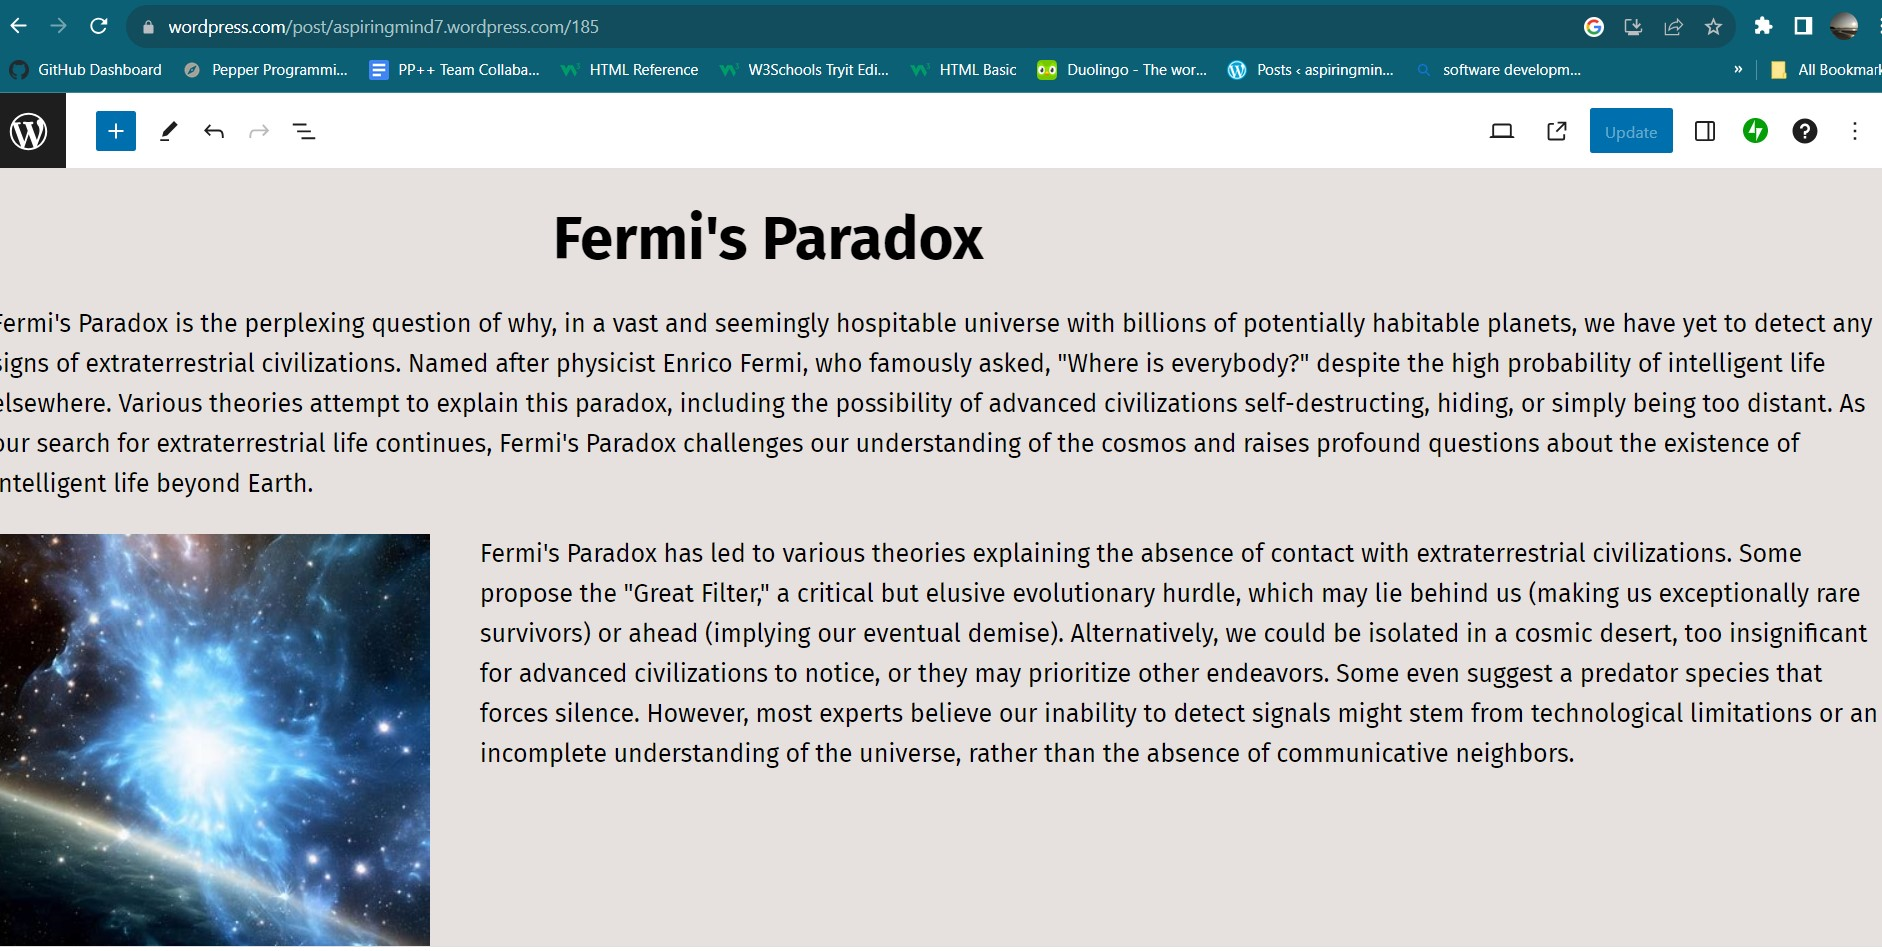 wordpress.com/post/aspiringmind7.wordpress.com/185
GitHub Dashboard Pepper Programmi... PP++ Team Collaba... HTML Reference W3Schools Tryit Edi... HTML Basic Duolingo - The wor... Posts ‹ aspiringmin... software developm... » All Bookmark
Update
Fermi's Paradox
Fermi's Paradox is the perplexing question of why, in a vast and seemingly hospitable universe with billions of potentially habitable planets, we have yet to detect any
signs of extraterrestrial civilizations. Named after physicist Enrico Fermi, who famously asked, "Where is everybody?" despite the high probability of intelligent life
elsewhere. Various theories attempt to explain this paradox, including the possibility of advanced civilizations self-destructing, hiding, or simply being too distant. As
our search for extraterrestrial life continues, Fermi's Paradox challenges our understanding of the cosmos and raises profound questions about the existence of
intelligent life beyond Earth.
Fermi's Paradox has led to various theories explaining the absence of contact with extraterrestrial civilizations. Some
propose the "Great Filter," a critical but elusive evolutionary hurdle, which may lie behind us (making us exceptionally rare
survivors) or ahead (implying our eventual demise). Alternatively, we could be isolated in a cosmic desert, too insignificant
for advanced civilizations to notice, or they may prioritize other endeavors. Some even suggest a predator species that
forces silence. However, most experts believe our inability to detect signals might stem from technological limitations or an
incomplete understanding of the universe, rather than the absence of communicative neighbors.